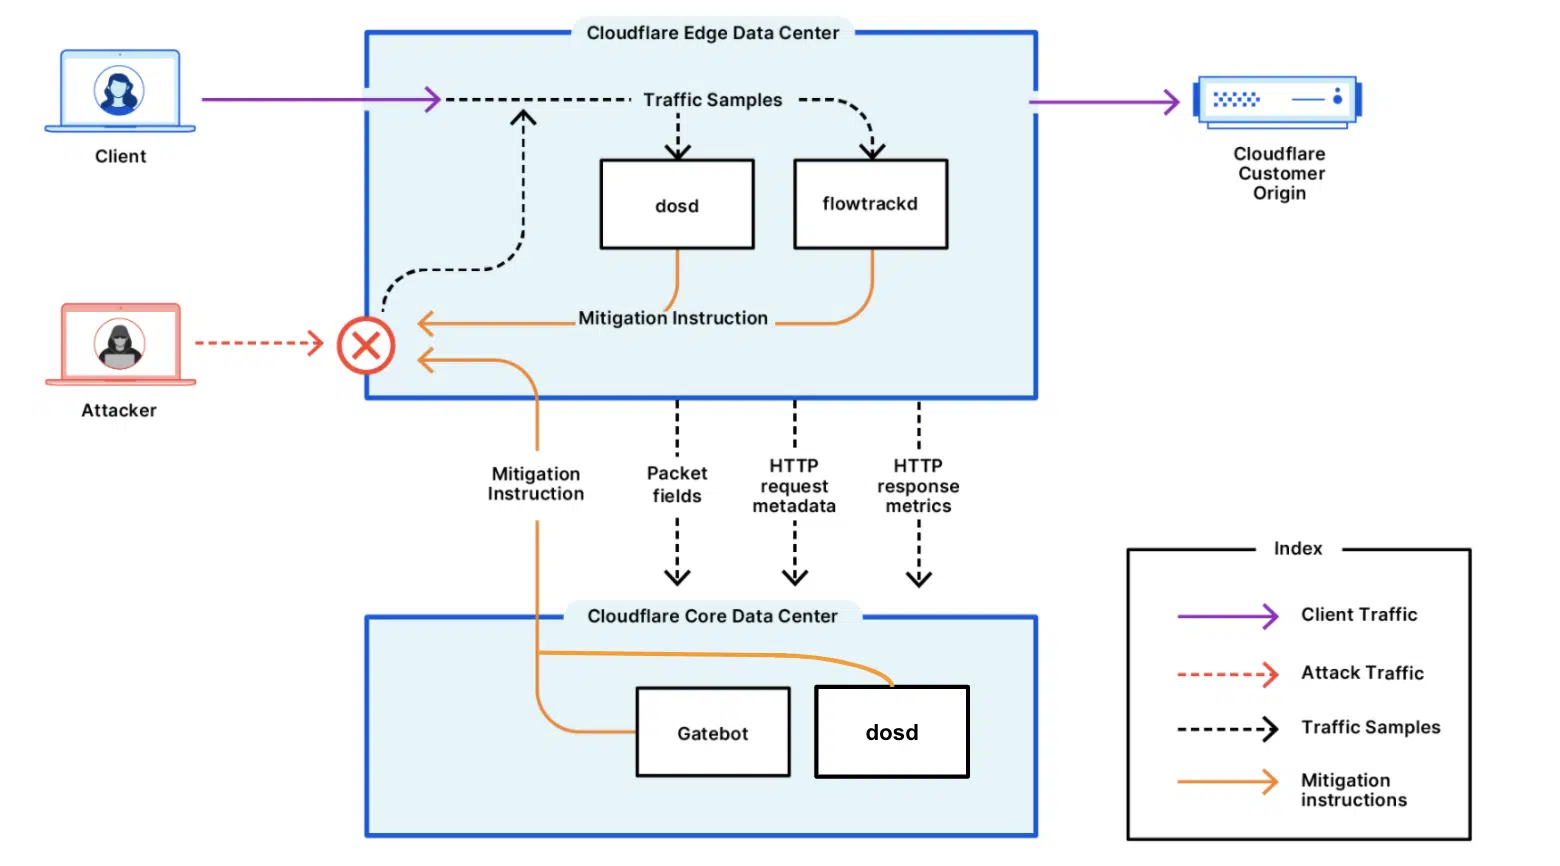 Cloudflare Edge Data Center
Traffic Samples
Client
dosd
flowtrackd
Cloudflare
Customer
Origin
Mitigation Instruction
Attacker
Mitigation
Instruction
Packet
fields
HTTP
request
metadata
HTTP
response
metrics
Cloudflare Core Data Center
Gatebot
dosd
Index
Client Traffic
Attack Traffic
Traffic Samples
Mitigation
instructions